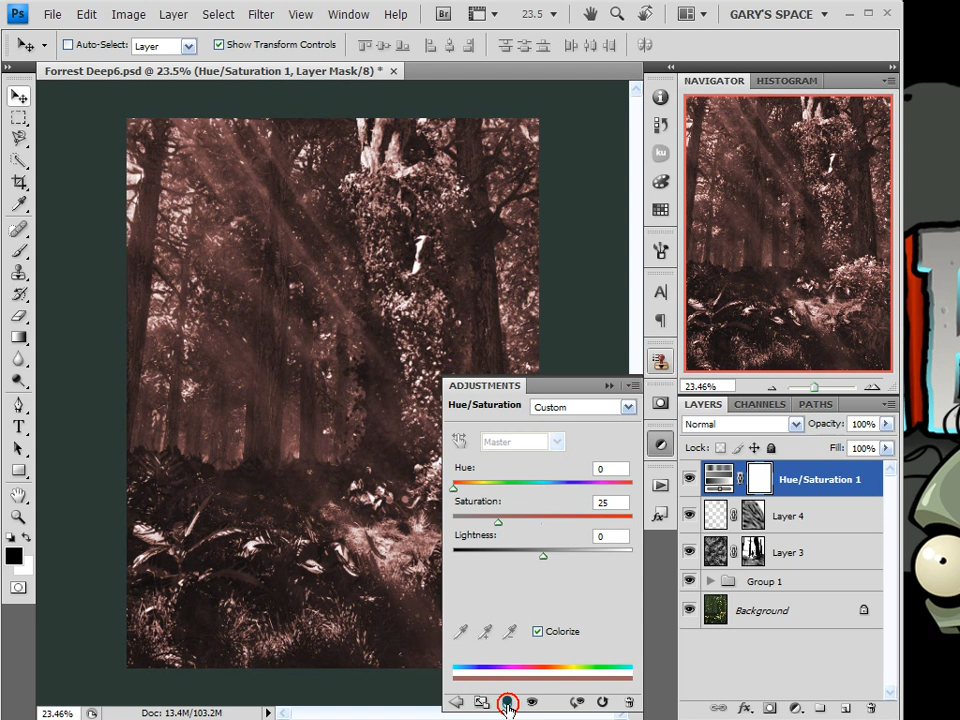 Ps File Edit Image Layer Select Filter View Window Help Br 23.5 GARY'S SPACE
Auto-Select: Layer Show Transform Controls
Forrest Deep6.psd @ 23.5% (Hue/Saturation 1, Layer Mask/8) *
NAVIGATOR HISTOGRAM
ku
A
T
23.46%
ADJUSTMENTS
Hue/Saturation Custom
Master
Hue: 0
Saturation: 25
Lightness: 0
Colorize
LAYERS CHANNELS PATHS
Normal Opacity: 100%
Lock: Fill: 100%
Hue/Saturation 1
Layer 4
Layer 3
Group 1
Background
fx
fx.
23.46% Doc: 13.4M/103.2M